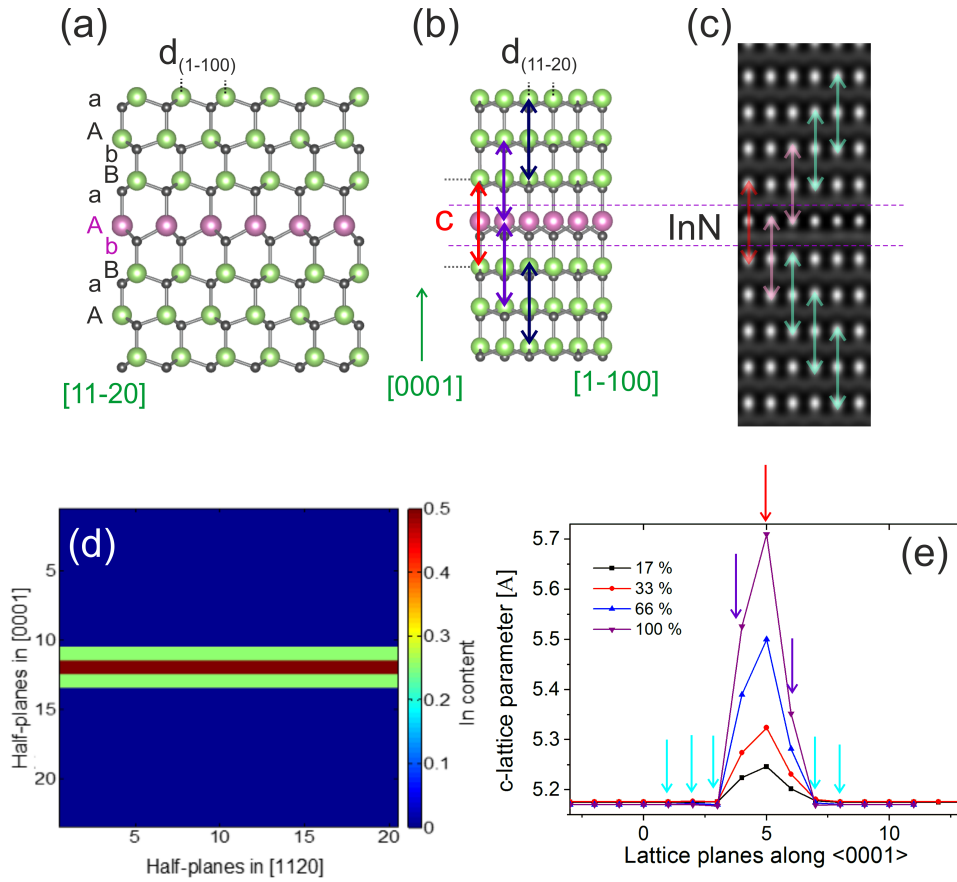 (a)
d(1-100)
a
A
b
B
a
A
b
B
a
A
[11-20]
(b)
d(11-20)
c
[0001]
[1-100]
(c)
InN
(d)
Half-planes in [0001]
5
10
15
20
5
10
15
20
Half-planes in [1120]
0.5
0.4
0.3
0.2
0.1
0
In content
(e)
c-lattice parameter [A]
5.7
5.6
5.5
5.4
5.3
5.2
17 %
33 %
66 %
100 %
0
5
10
Lattice planes along <0001>